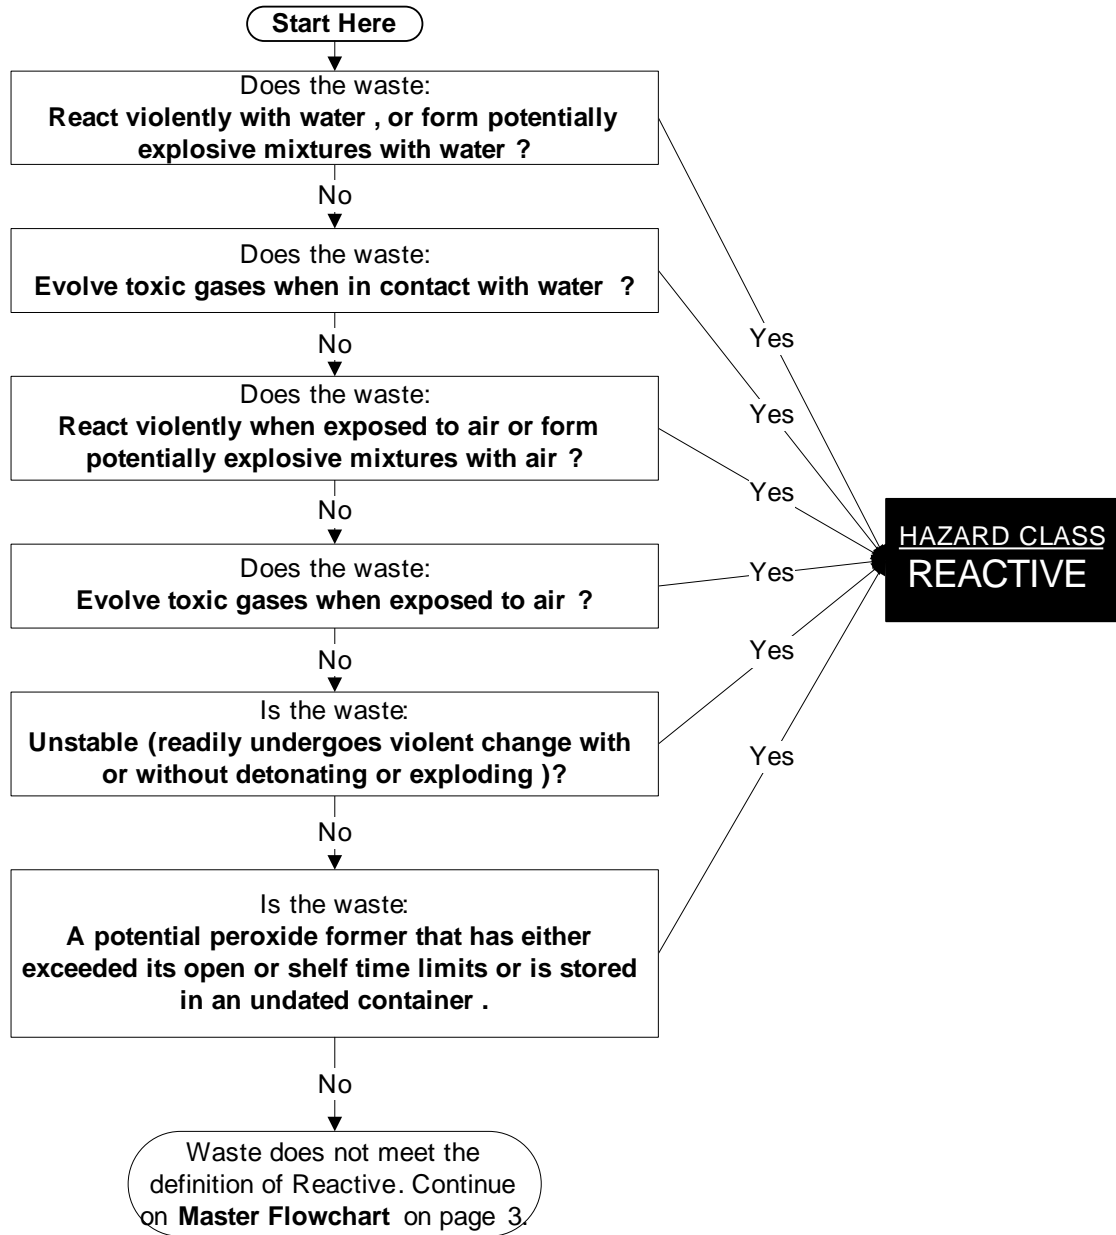 Start Here
Does the waste:
React violently with water , or form potentially
explosive mixtures with water ?
No
Does the waste:
Evolve toxic gases when in contact with water ?
Yes
No
Does the waste:
React violently when exposed to air or form
potentially explosive mixtures with air ?
Yes
Yes
No
HAZARD CLASS
REACTIVE
Does the waste:
Evolve toxic gases when exposed to air ?
Yes
No
Yes
Is the waste:
Unstable (readily undergoes violent change with
or without detonating or exploding )?
Yes
No
Is the waste:
A potential peroxide former that has either
exceeded its open or shelf time limits or is stored
in an undated container .
No
Waste does not meet the
definition of Reactive. Continue
on Master Flowchart on page 3.